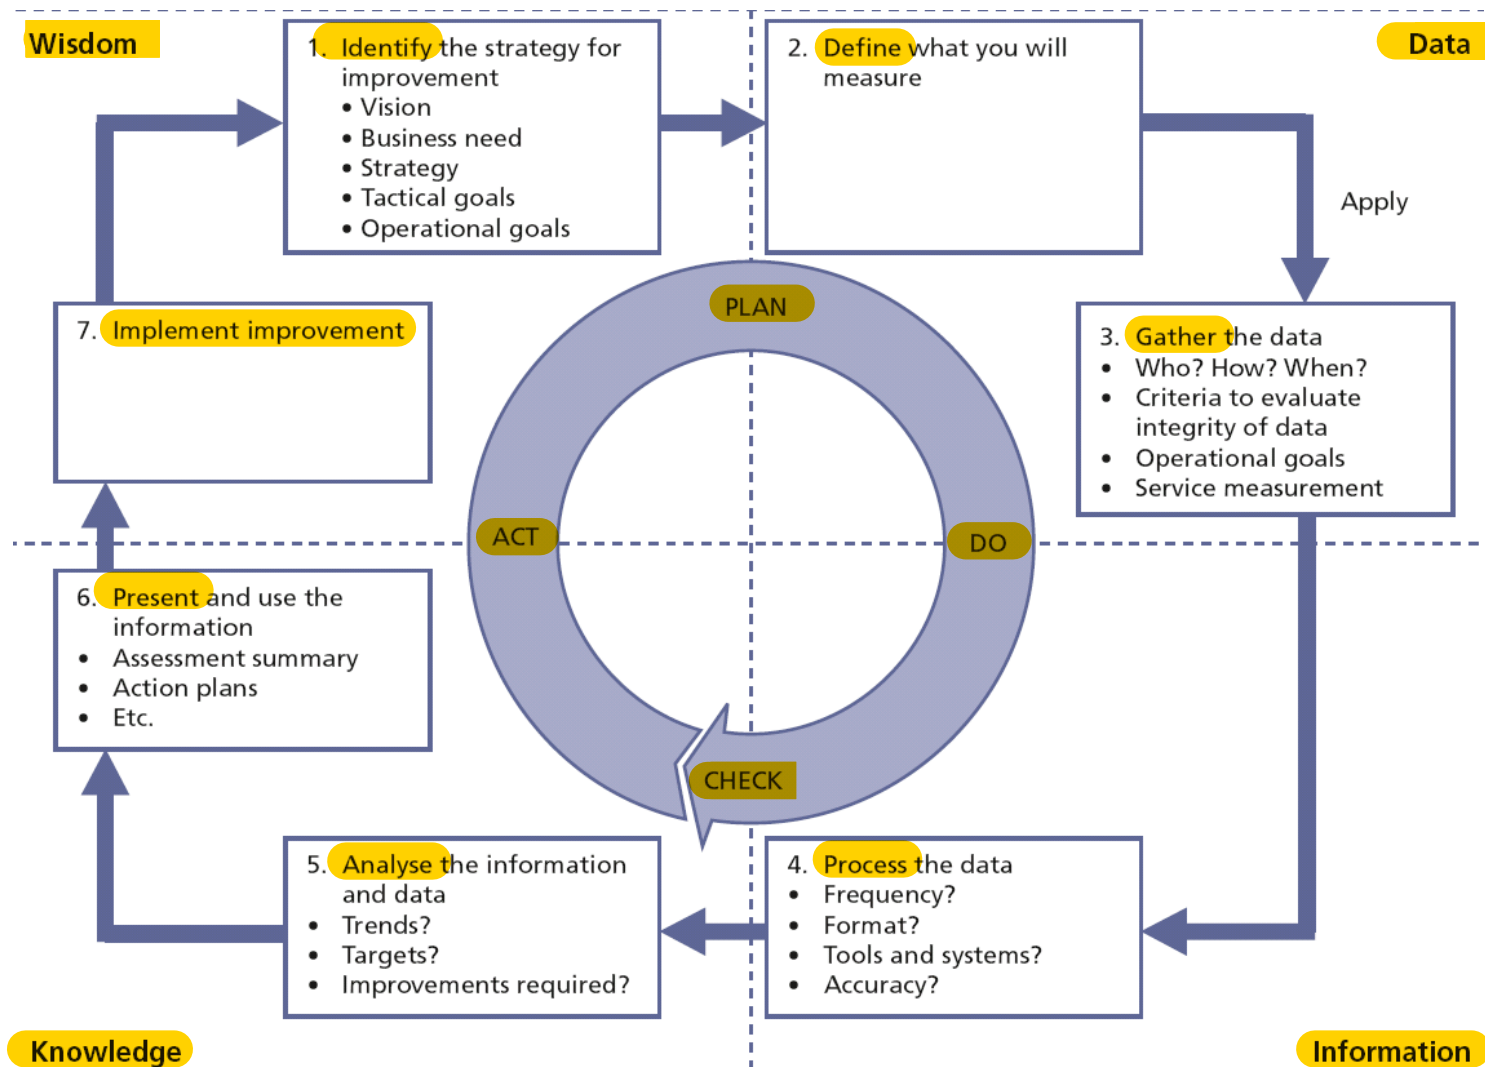 Wisdom
Data
1. Identify the strategy for
improvement
• Vision
• Business need
• Strategy
• Tactical goals
• Operational goals
2. Define what you will
measure
Apply
PLAN
7. Implement improvement
3. Gather the data
• Who? How? When?
• Criteria to evaluate
integrity of data
• Operational goals
• Service measurement
ACT
DO
6. Present and use the
information
• Assessment summary
• Action plans
• Etc.
CHECK
5. Analyse the information
and data
• Trends?
• Targets?
• Improvements required?
4. Process the data
• Frequency?
• Format?
• Tools and systems?
• Accuracy?
Knowledge
Information